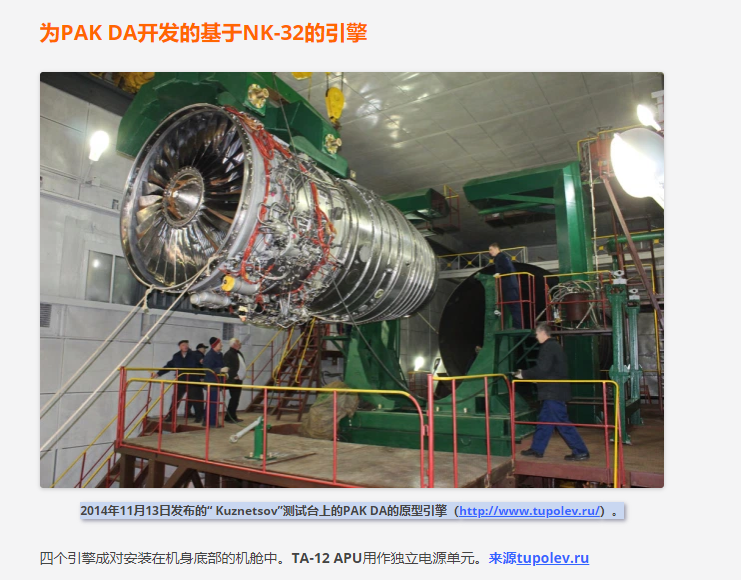 为PAK DA开发的基于NK-32的引擎
2014年11月13日发布的“ Kuznetsov”测试台上的PAK DA的原型引擎（http://www.tupolev.ru/）。
四个引擎成对安装在机身底部的机舱中。TA-12 APU用作独立电源单元。来源tupolev.ru